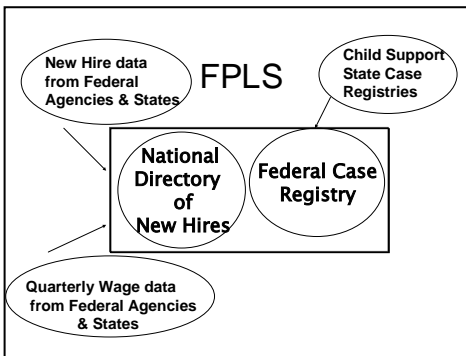 New Hire data
from Federal
Agencies & States
FPLS
Child Support
State Case
Registries
National
Directory
of
New Hires
Federal Case
Registry
Quarterly Wage data
from Federal Agencies
& States